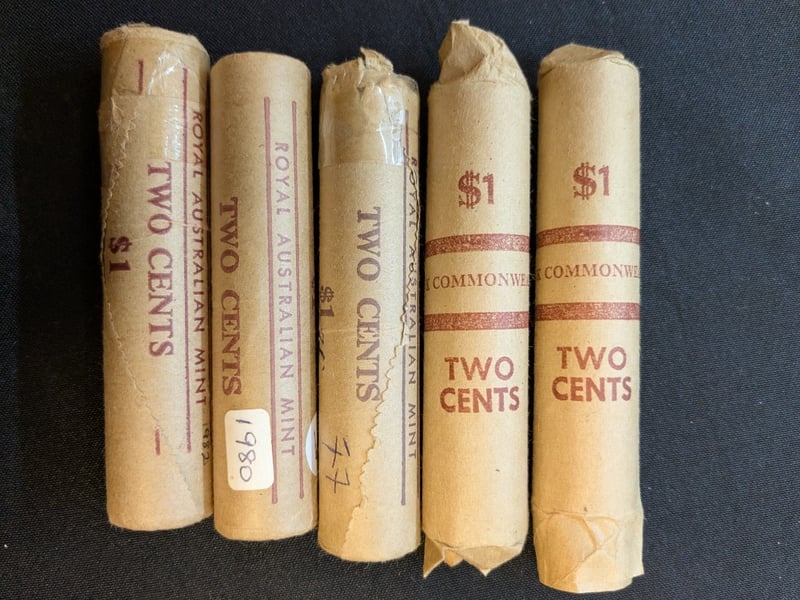 ROYAL AUSTRALIAN MINT
TWO CENTS
$1
1982
ROYAL AUSTRALIAN MINT
TWO CENTS
1980
ROYAL AUSTRALIAN MINT
TWO CENTS
$1
77
$1
COMMONWE
TWO
CENTS
$1
K COMMONWE
TWO
CENTS